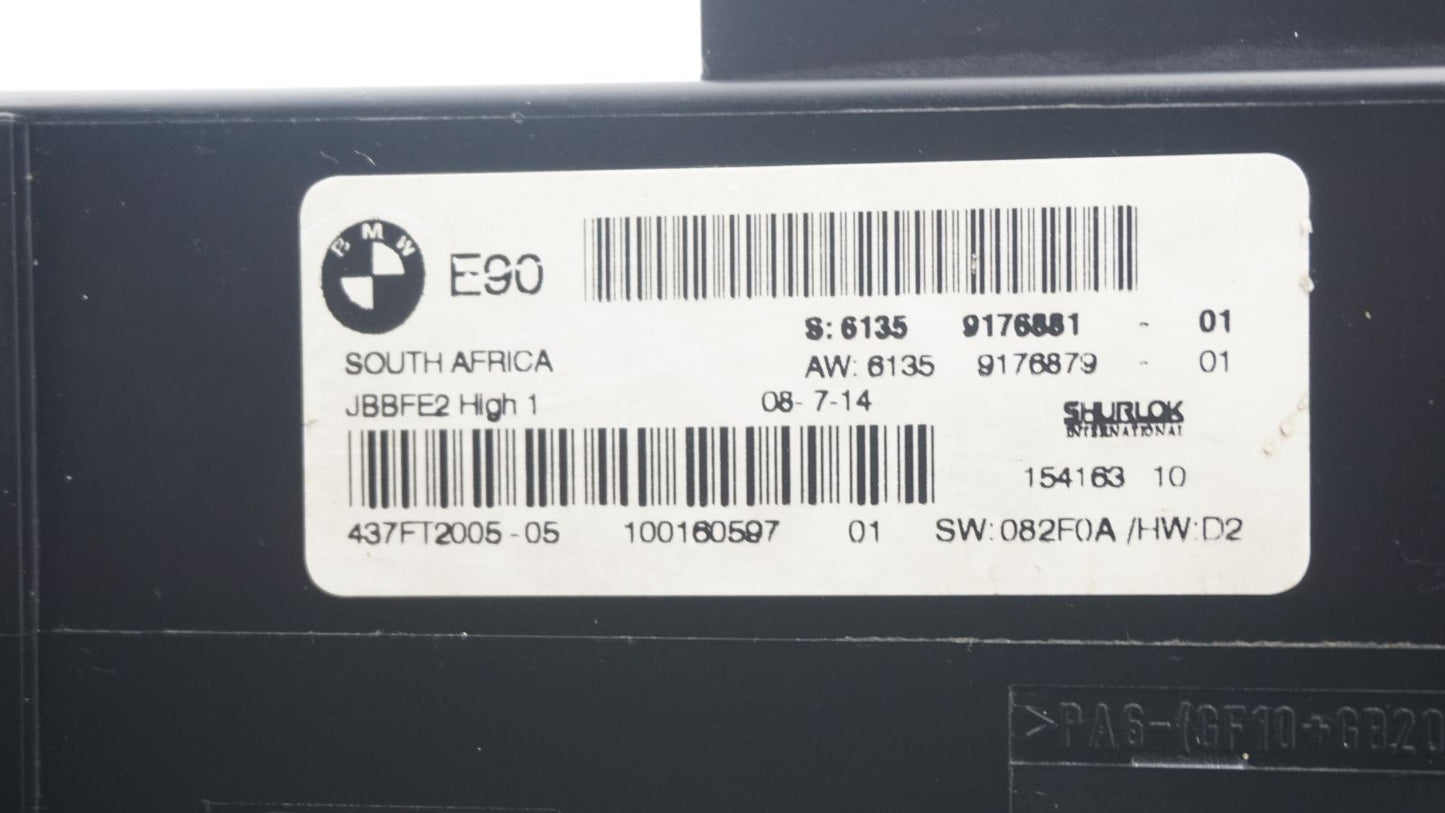 BMW
E90
S: 6135 9176881 - 01
SOUTH AFRICA
AW: 6135 9176879 - 01
JBBFE2 High 1 08- 7-14
SHURLOK
INTERNATIONAL
154163 10
437FT2005-05 100160597 01 SW:082F0A /HW:D2
>PA6-(GF10+GB20